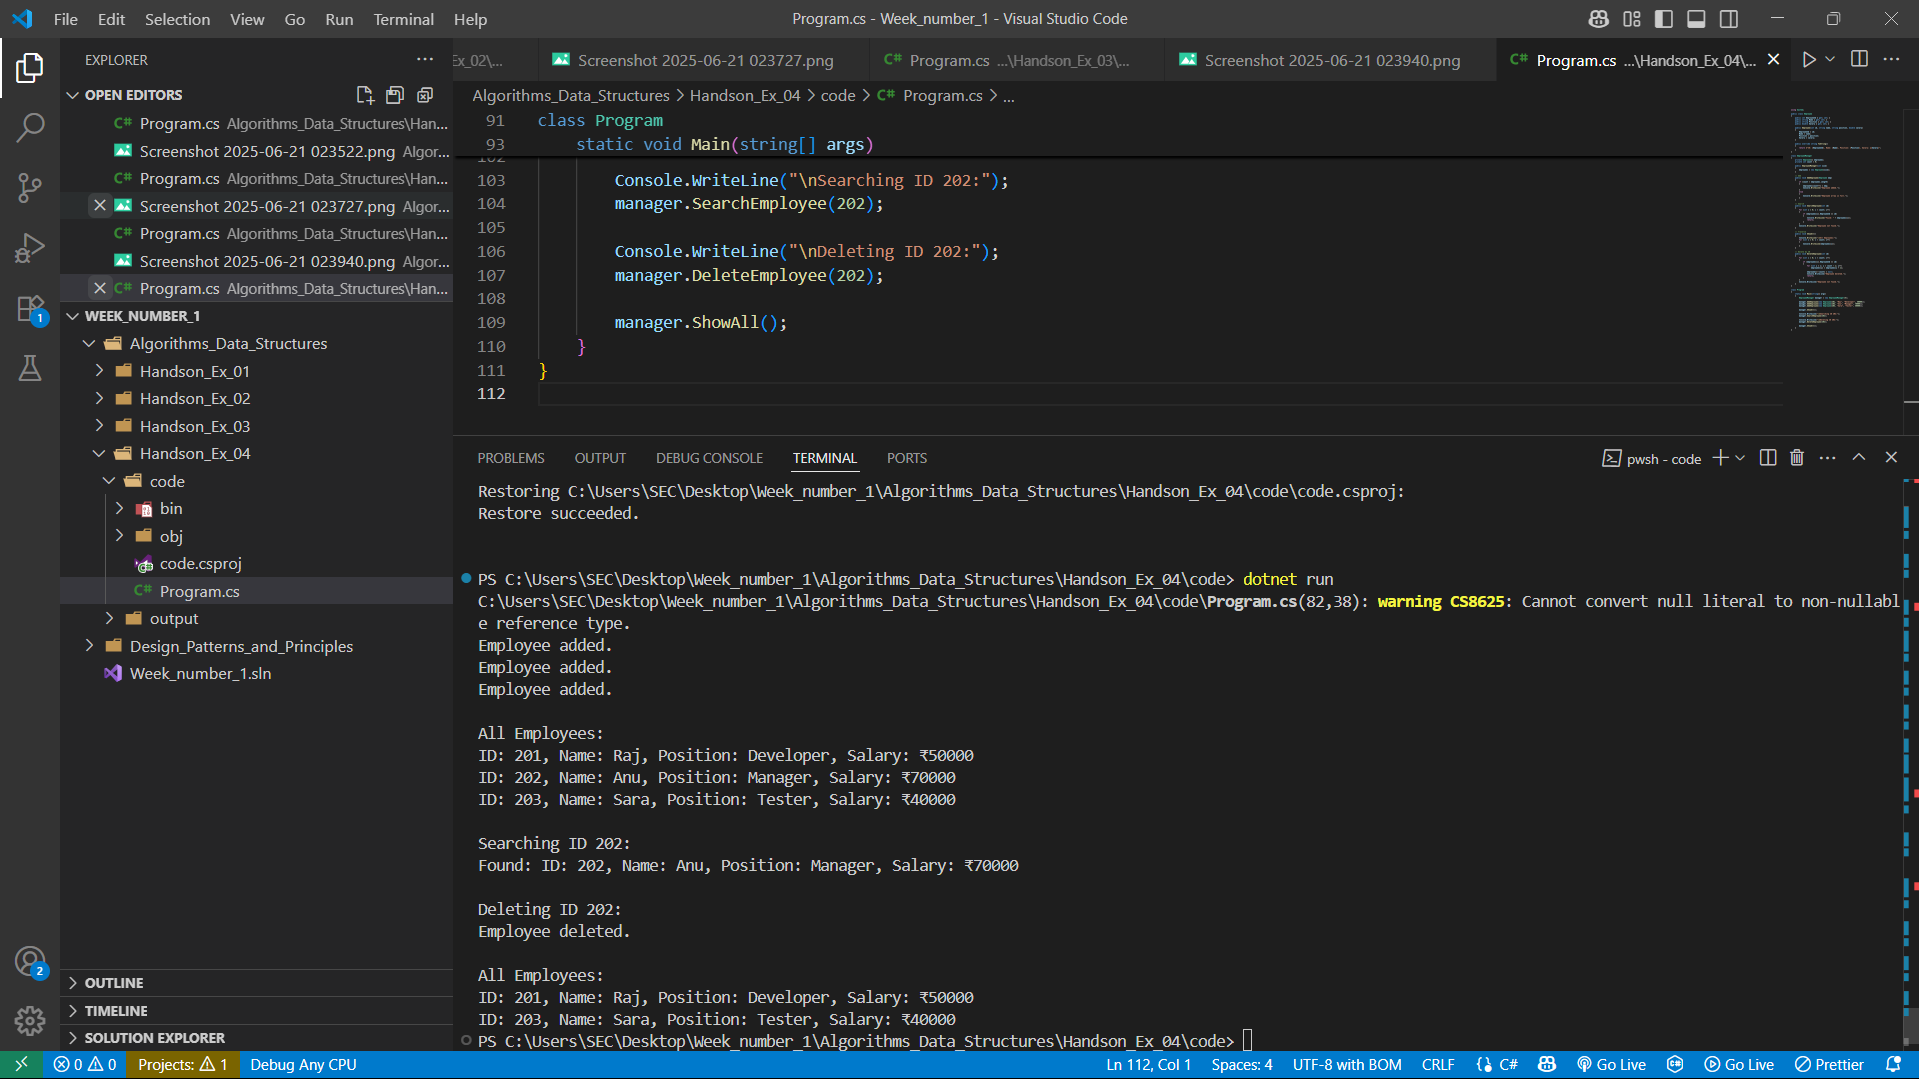 File Edit Selection View Go Run Terminal Help
Program.cs - Week_number_1 - Visual Studio Code
EXPLORER
Ex_02\...
Screenshot 2025-06-21 023727.png
C# Program.cs ...\Handson_Ex_03\...
Screenshot 2025-06-21 023940.png
C# Program.cs ...\Handson_Ex_04\...
OPEN EDITORS
C# Program.cs Algorithms_Data_Structures\Han...
Screenshot 2025-06-21 023522.png Algor...
C# Program.cs Algorithms_Data_Structures\Han...
Screenshot 2025-06-21 023727.png Algor...
C# Program.cs Algorithms_Data_Structures\Han...
Screenshot 2025-06-21 023940.png Algor...
C# Program.cs Algorithms_Data_Structures\Han...
WEEK_NUMBER_1
Algorithms_Data_Structures
Handson_Ex_01
Handson_Ex_02
Handson_Ex_03
Handson_Ex_04
code
bin
obj
code.csproj
C# Program.cs
output
Design_Patterns_and_Principles
Week_number_1.sln
OUTLINE
TIMELINE
SOLUTION EXPLORER
1
2
Algorithms_Data_Structures > Handson_Ex_04 > code > C# Program.cs > ...
91 class Program
93 static void Main(string[] args)
102
103 Console.WriteLine("\nSearching ID 202:");
104 manager.SearchEmployee(202);
105
106 Console.WriteLine("\nDeleting ID 202:");
107 manager.DeleteEmployee(202);
108
109 manager.ShowAll();
110 }
111 }
112
PROBLEMS OUTPUT DEBUG CONSOLE TERMINAL PORTS
pwsh - code
Restoring C:\Users\SEC\Desktop\Week_number_1\Algorithms_Data_Structures\Handson_Ex_04\code\code.csproj:
Restore succeeded.
PS C:\Users\SEC\Desktop\Week_number_1\Algorithms_Data_Structures\Handson_Ex_04\code> dotnet run
C:\Users\SEC\Desktop\Week_number_1\Algorithms_Data_Structures\Handson_Ex_04\code\Program.cs(82,38): warning CS8625: Cannot convert null literal to non-nullabl
e reference type.
Employee added.
Employee added.
Employee added.
All Employees:
ID: 201, Name: Raj, Position: Developer, Salary: ₹50000
ID: 202, Name: Anu, Position: Manager, Salary: ₹70000
ID: 203, Name: Sara, Position: Tester, Salary: ₹40000
Searching ID 202:
Found: ID: 202, Name: Anu, Position: Manager, Salary: ₹70000
Deleting ID 202:
Employee deleted.
All Employees:
ID: 201, Name: Raj, Position: Developer, Salary: ₹50000
ID: 203, Name: Sara, Position: Tester, Salary: ₹40000
PS C:\Users\SEC\Desktop\Week_number_1\Algorithms_Data_Structures\Handson_Ex_04\code>
0 0 Projects: 1 Debug Any CPU
Ln 112, Col 1 Spaces: 4 UTF-8 with BOM CRLF {} C# Go Live Go Live Prettier